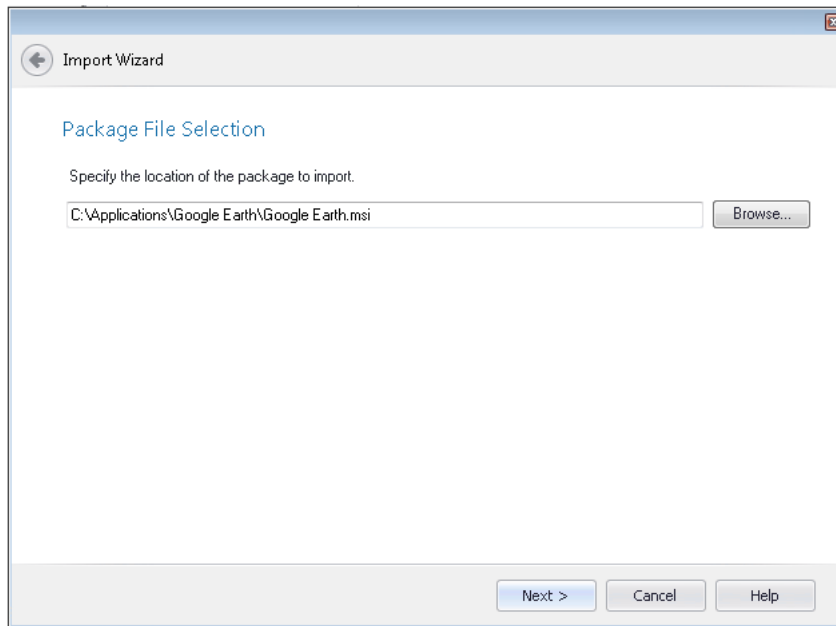 Import Wizard
Package File Selection
Specify the location of the package to import.
C:\Applications\Google Earth\Google Earth.msi
Browse...
Next >
Cancel
Help